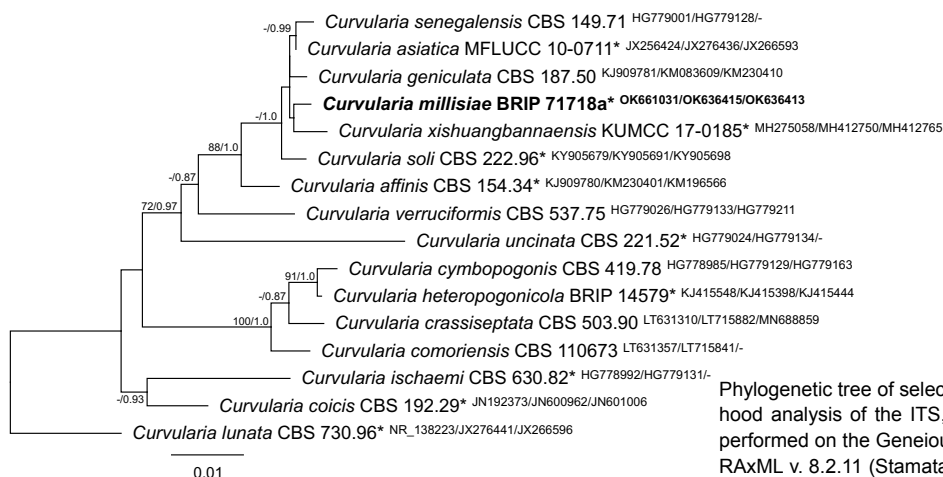 -/0.99
Curvularia senegalensis CBS 149.71 HG779001/HG779128/-
Curvularia asiatica MFLUCC 10-0711* JX256424/JX276436/JX266593
Curvularia geniculata CBS 187.50 KJ909781/KM083609/KM230410
Curvularia millisiae BRIP 71718a* OK661031/OK636415/OK636413
-/1.0
Curvularia xishuangbannaensis KUMCC 17-0185* MH275058/MH412750/MH412765
88/1.0
Curvularia soli CBS 222.96* KY905679/KY905691/KY905698
-/0.87
Curvularia affinis CBS 154.34* KJ909780/KM230401/KM196566
72/0.97
Curvularia verruciformis CBS 537.75 HG779026/HG779133/HG779211
Curvularia uncinata CBS 221.52* HG779024/HG779134/-
91/1.0
Curvularia cymbopogonis CBS 419.78 HG778985/HG779129/HG779163
-/0.87
Curvularia heteropogonicola BRIP 14579* KJ415548/KJ415398/KJ415444
100/1.0
Curvularia crassiseptata CBS 503.90 LT631310/LT715882/MN688859
Curvularia comoriensis CBS 110673 LT631357/LT715841/-
-/0.93
Curvularia ischaemi CBS 630.82* HG778992/HG779131/-
Curvularia coicis CBS 192.29* JN192373/JN600962/JN601006
Curvularia lunata CBS 730.96* NR_138223/JX276441/JX266596
0.01
Phylogenetic tree of selec
hood analysis of the ITS,
performed on the Geneiou
RAxML v. 8.2.11 (Stamata